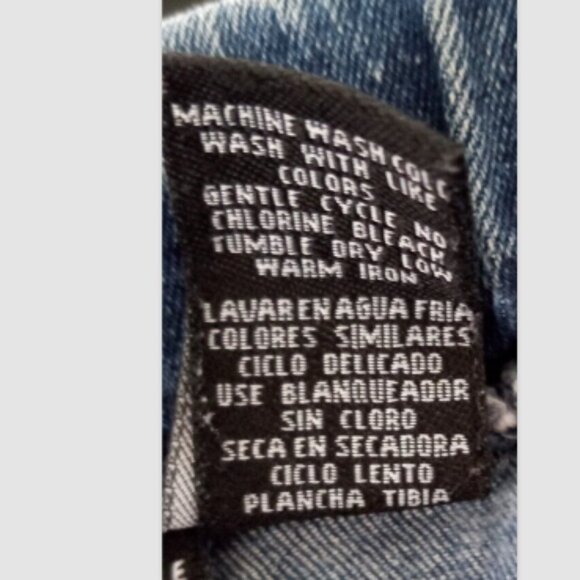 MACHINE WASH COLD
WASH WITH LIKE
COLORS
GENTLE CYCLE NO
CHLORINE BLEACH
TUMBLE DRY LOW
WARM IRON
LAVAR EN AGUA FRIA
COLORES SIMILARES
CICLO DELICADO
USE BLANQUEADOR
SIN CLORO
SECA EN SECADORA
CICLO LENTO
PLANCHA TIBIA
E